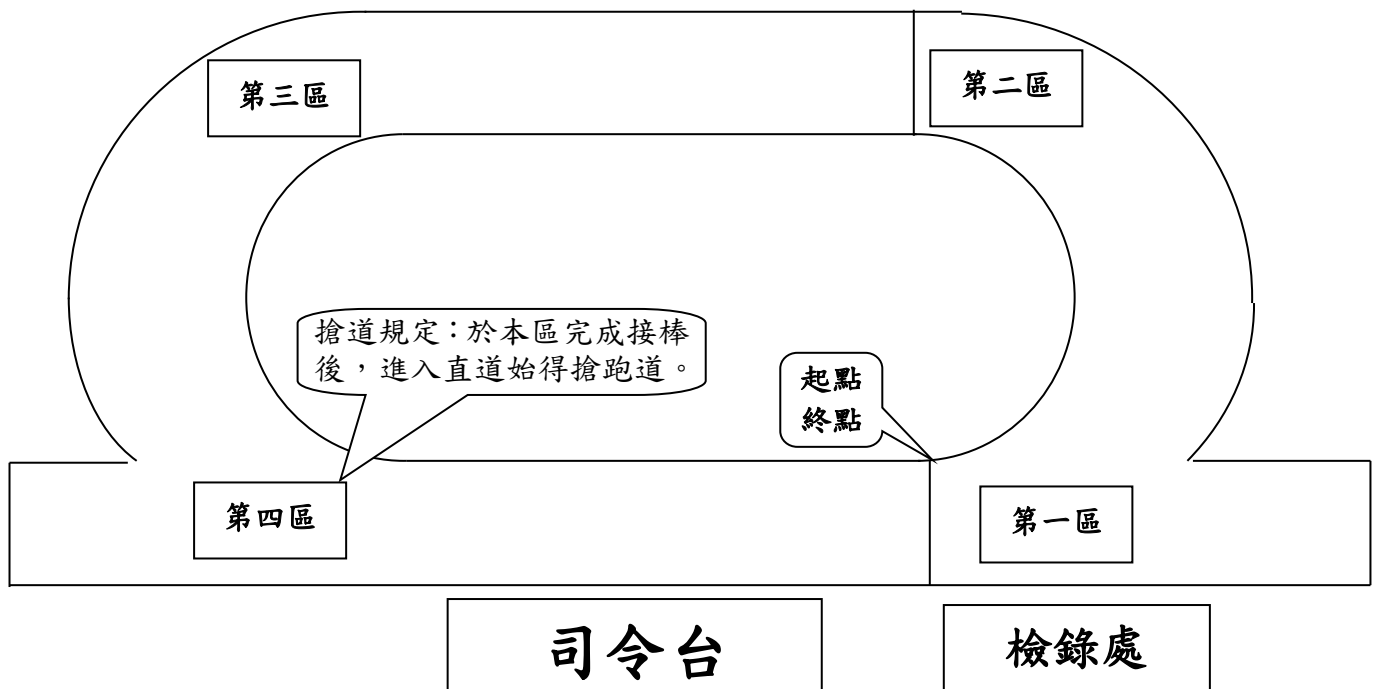 第三區
第二區
搶道規定：於本區完成接棒
後，進入直道始得搶跑道。
起點
終點
第四區
第一區
司令台
檢錄處